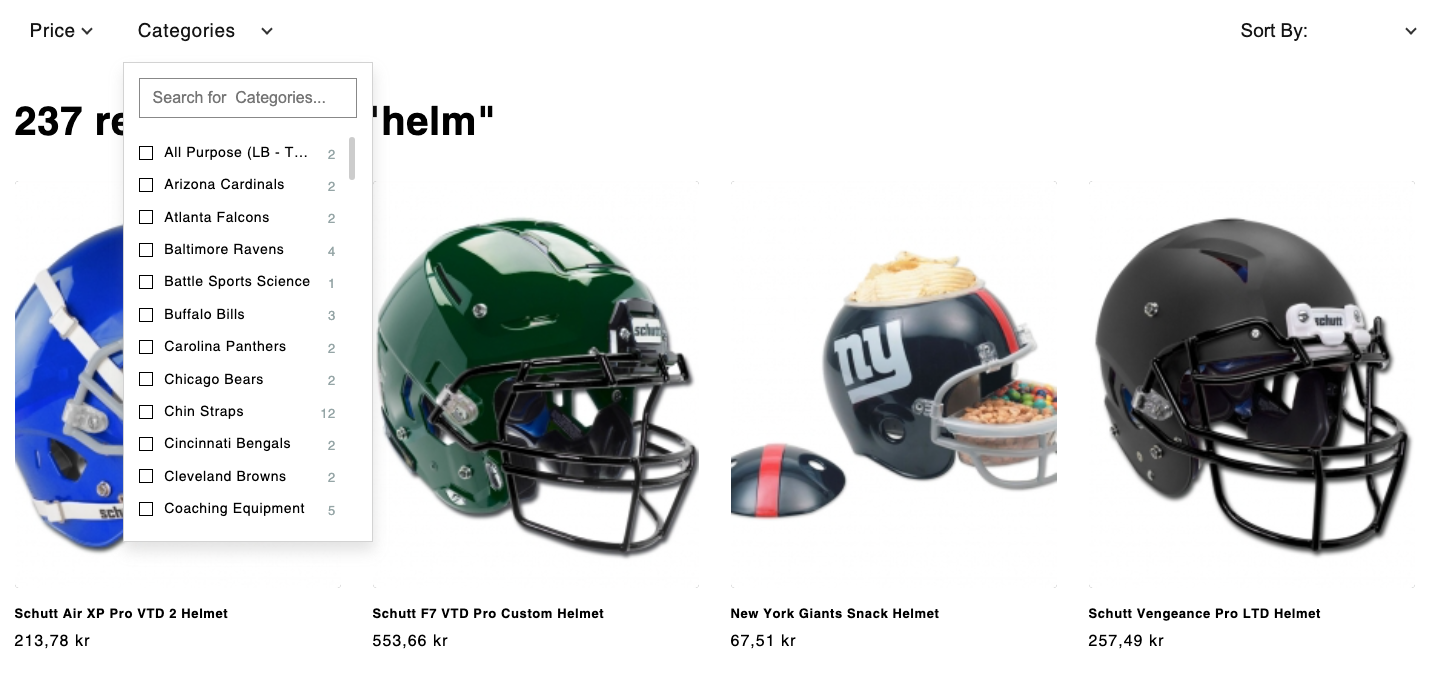 Price
Categories
Sort By:
Search for  Categories...
237 re
"helm"
All Purpose (LB - T... 2
Arizona Cardinals 2
Atlanta Falcons 2
Baltimore Ravens 4
Battle Sports Science 1
Buffalo Bills 3
Carolina Panthers 2
Chicago Bears 2
Chin Straps 12
Cincinnati Bengals 2
Cleveland Browns 2
Coaching Equipment 5
schutt
ny
schutt
Schutt Air XP Pro VTD 2 Helmet
213,78 kr
Schutt F7 VTD Pro Custom Helmet
553,66 kr
New York Giants Snack Helmet
67,51 kr
Schutt Vengeance Pro LTD Helmet
257,49 kr